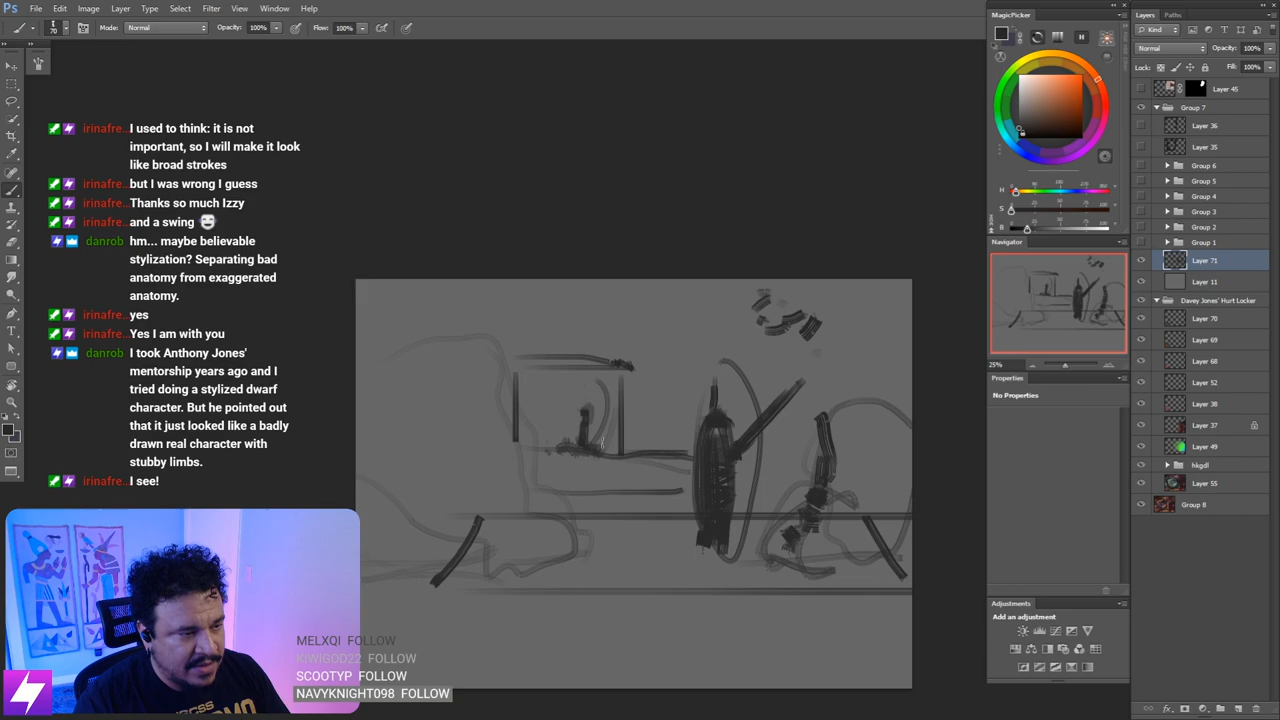 Ps File Edit Image Layer Type Select Filter View Window Help
70 Mode: Normal Opacity: 100% Flow: 100%
irinafre.. I used to think: it is not
important, so I will make it look
like broad strokes
irinafre.. but I was wrong I guess
irinafre.. Thanks so much Izzy
irinafre.. and a swing
danrob hm... maybe believable
stylization? Separating bad
anatomy from exaggerated
anatomy.
irinafre.. yes
irinafre.. Yes I am with you
danrob I took Anthony Jones'
mentorship years ago and I
tried doing a stylized dwarf
character. But he pointed out
that it just looked like a badly
drawn real character with
stubby limbs.
irinafre.. I see!
MELXQI FOLLOW
KIWIGOD22 FOLLOW
SCOOTYP FOLLOW
NAVYKNIGHT098 FOLLOW
MagicPicker
H
H
S
B
Navigator
25%
Properties
No Properties
Adjustments
Add an adjustment
Layers Paths
Kind
Normal Opacity: 100%
Lock: Fill: 100%
Layer 45
Group 7
Layer 36
Layer 35
Group 6
Group 5
Group 4
Group 3
Group 2
Group 1
Layer 71
Layer 11
Davey Jones' Hurt Locker
Layer 70
Layer 69
Layer 68
Layer 52
Layer 38
Layer 37
Layer 49
hkgdl
Layer 55
Group 8
fx